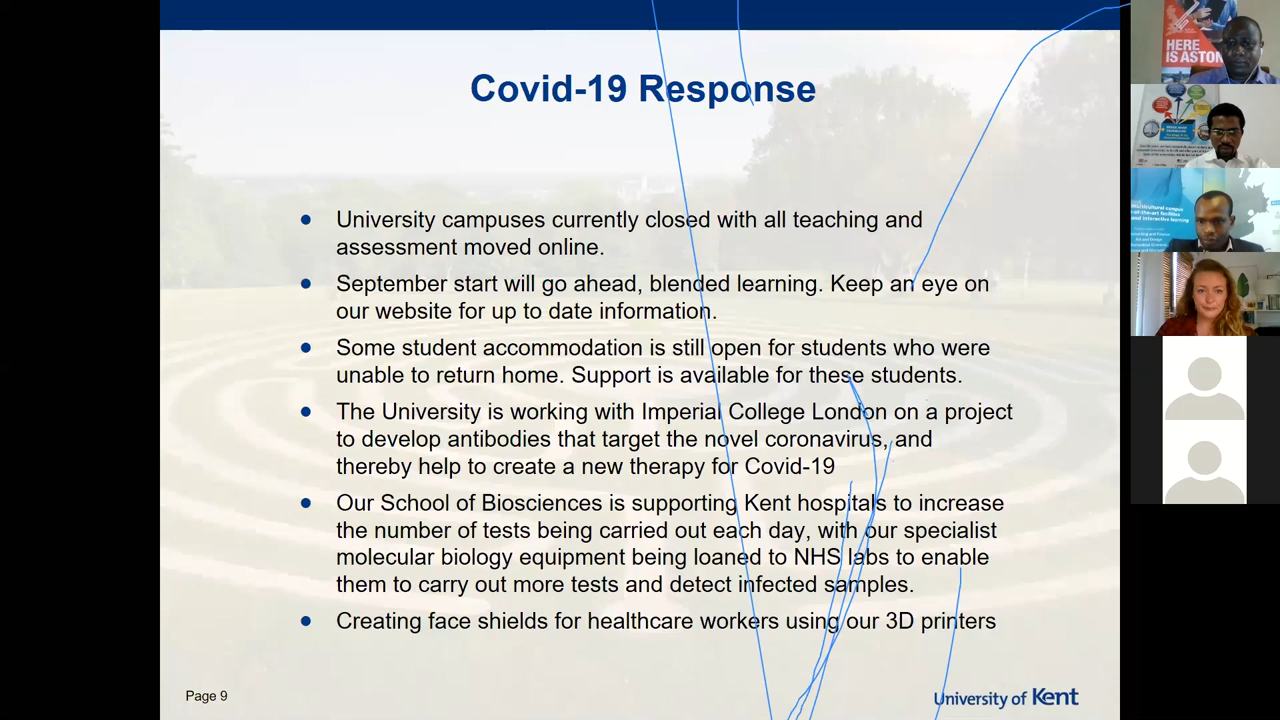 Covid-19 Response
University campuses currently closed with all teaching and
assessment moved online.
September start will go ahead, blended learning. Keep an eye on
our website for up to date information.
Some student accommodation is still open for students who were
unable to return home. Support is available for these students.
The University is working with Imperial College London on a project
to develop antibodies that target the novel coronavirus, and
thereby help to create a new therapy for Covid-19
Our School of Biosciences is supporting Kent hospitals to increase
the number of tests being carried out each day, with our specialist
molecular biology equipment being loaned to NHS labs to enable
them to carry out more tests and detect infected samples.
Creating face shields for healthcare workers using our 3D printers
Page 9
University of Kent
HERE
IS ASTON